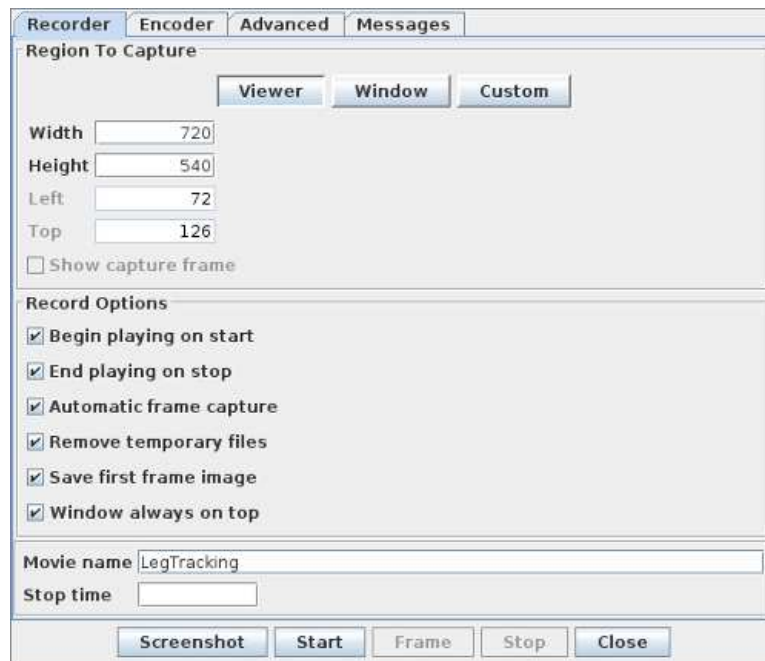 Recorder Encoder Advanced Messages
Region To Capture
Viewer Window Custom
Width 720
Height 540
Left 72
Top 126
Show capture frame
Record Options
Begin playing on start
End playing on stop
Automatic frame capture
Remove temporary files
Save first frame image
Window always on top
Movie name LegTracking
Stop time
Screenshot Start Frame Stop Close